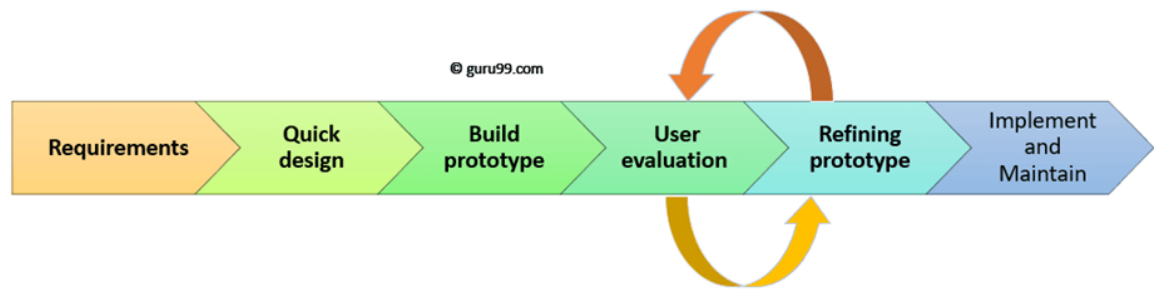 © guru99.com
Requirements
Quick
design
Build
prototype
User
evaluation
Refining
prototype
Implement
and
Maintain